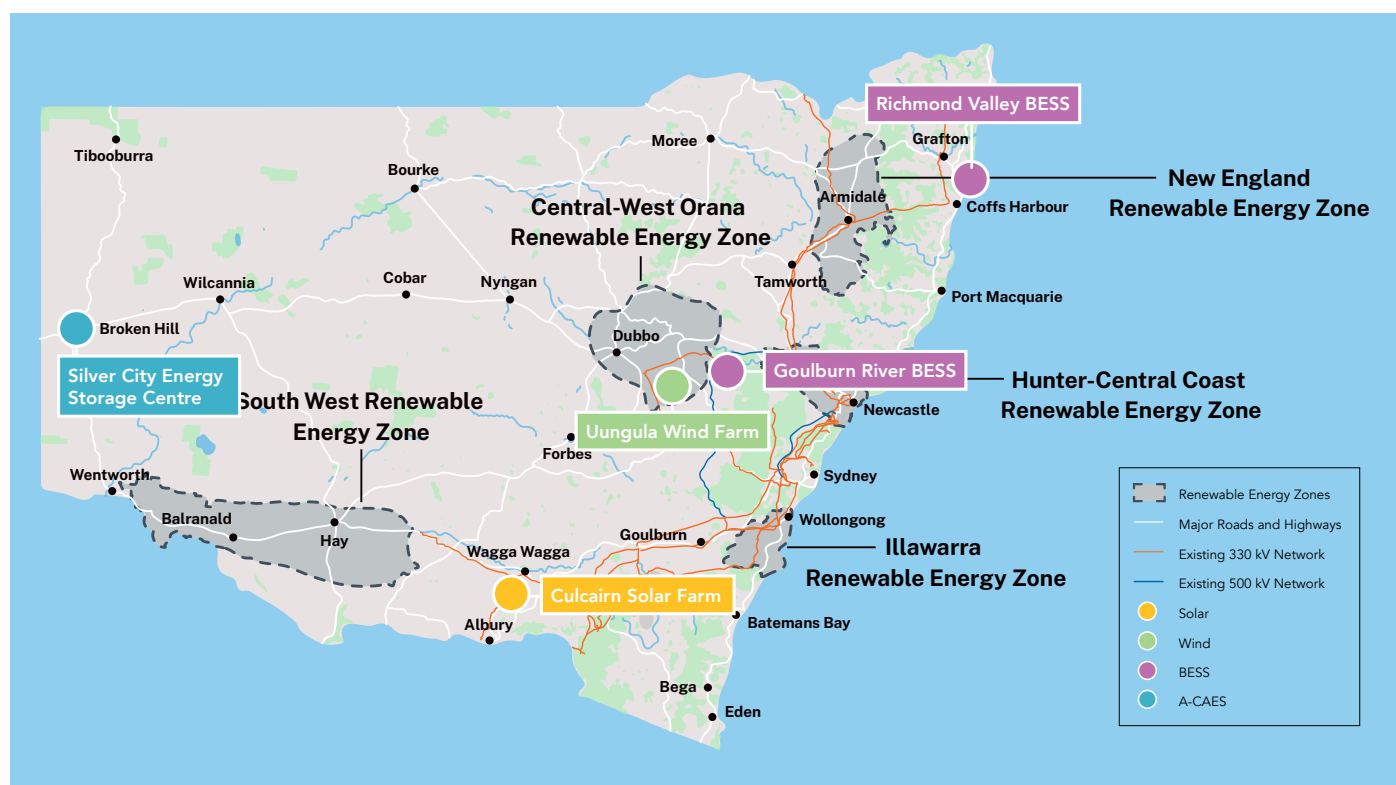 Richmond Valley BESS
Grafton
Moree
Tibooburra
Bourke
Armidale
New England
Renewable Energy Zone
Coffs Harbour
Central-West Orana
Renewable Energy Zone
Tamworth
Wilcannia
Cobar
Nyngan
Port Macquarie
Broken Hill
Dubbo
Silver City Energy
Storage Centre
Goulburn River BESS
Hunter-Central Coast
Renewable Energy Zone
Newcastle
South West Renewable
Energy Zone
Uungula Wind Farm
Forbes
Wentworth
Sydney
Balranald
Hay
Goulburn
Wollongong
Wagga Wagga
Illawarra
Renewable Energy Zone
Culcairn Solar Farm
Albury
Batemans Bay
Bega
Eden
Renewable Energy Zones
Major Roads and Highways
Existing 330 kV Network
Existing 500 kV Network
Solar
Wind
BESS
A-CAES